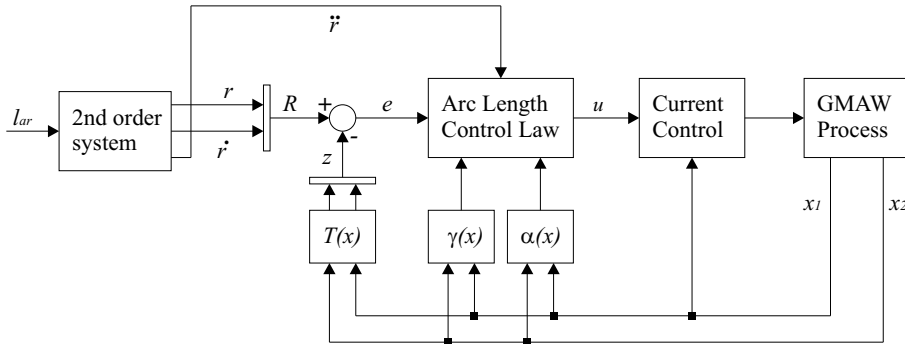 r̈
l_ar
2nd order
system
r
ṙ
R
+
-
z
e
Arc Length
Control Law
u
Current
Control
GMAW
Process
x1
x2
T(x)
γ(x)
α(x)